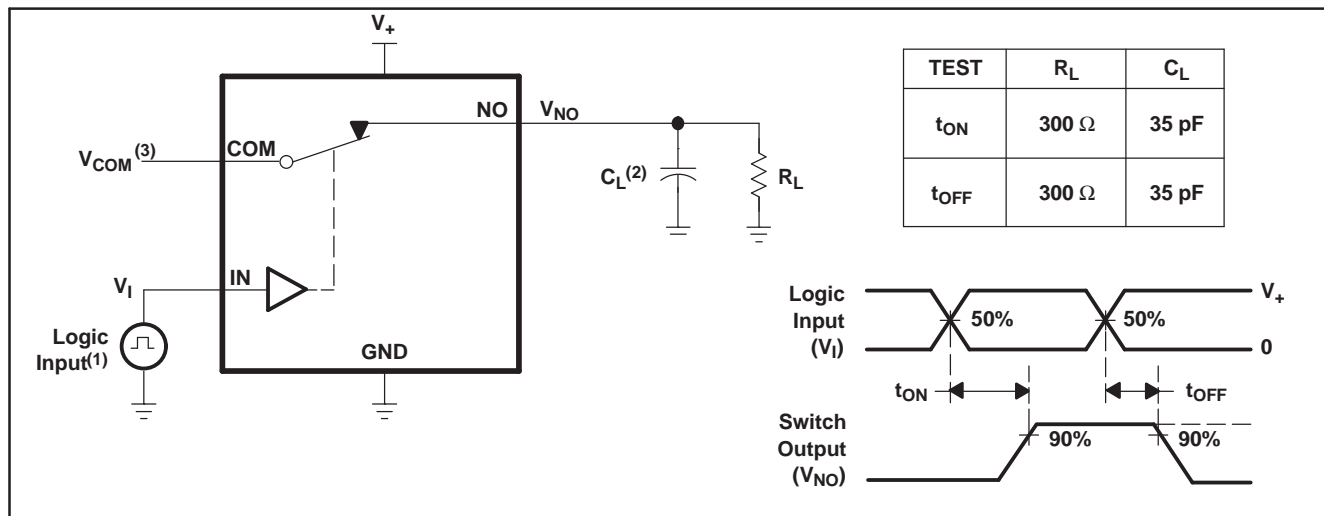 V+
NO
VNO
VCOM(3)
COM
CL(2)
RL
VI
IN
Logic
Input(1)
GND
TEST RL CL
tON 300 Ω 35 pF
tOFF 300 Ω 35 pF
Logic
Input
(VI)
50%
50%
V+
0
tON
tOFF
Switch
Output
(VNO)
90%
90%